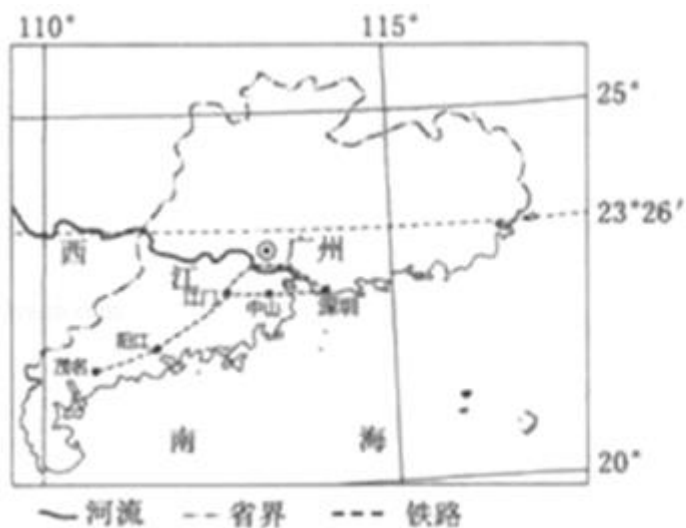 110° 115°
25°
23°26′
西 广州
江 江门 中山 深圳
阳江
茂名
南 海
20°
河流 省界 铁路